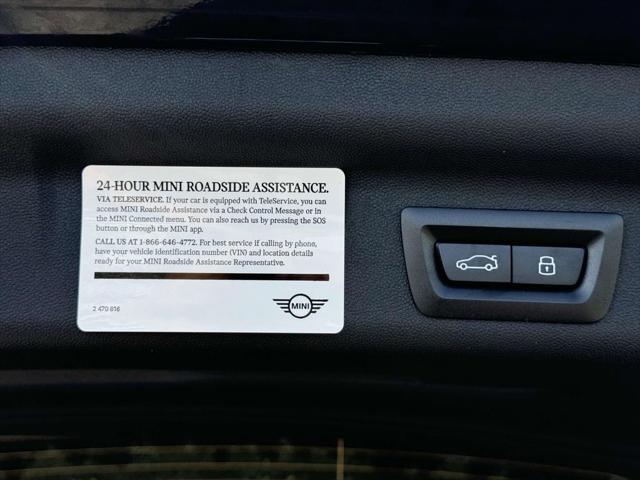 24-HOUR MINI ROADSIDE ASSISTANCE.
VIA TELESERVICE. If your car is equipped with TeleService, you can
access MINI Roadside Assistance via a Check Control Message or in
the MINI Connected menu. You can also reach us by pressing the SOS
button or through the MINI app.
CALL US AT 1-866-646-4772. For best service if calling by phone,
have your vehicle identification number (VIN) and location details
ready for your MINI Roadside Assistance Representative.
MINI
2 470 816